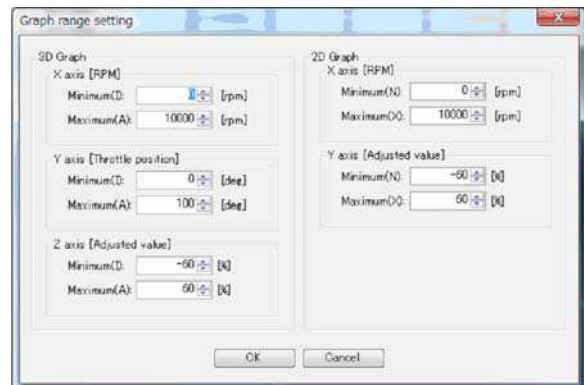 Graph range setting
3D Graph
X axis [RPM]
Minimum(I): 0 [rpm]
Maximum(A): 10000 [rpm]
Y axis [Throttle position]
Minimum(I): 0 [deg]
Maximum(A): 100 [deg]
Z axis [Adjusted value]
Minimum(I): -60 [%]
Maximum(A): 60 [%]
2D Graph
X axis [RPM]
Minimum(N): 0 [rpm]
Maximum(X): 10000 [rpm]
Y axis [Adjusted value]
Minimum(N): -60 [%]
Maximum(X): 60 [%]
OK Cancel